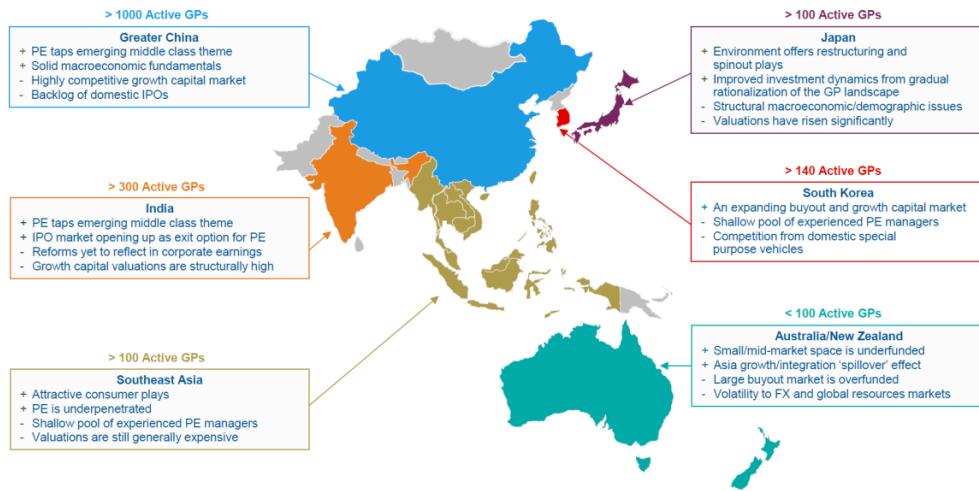 > 1000 Active GPs
Greater China
+ PE taps emerging middle class theme
+ Solid macroeconomic fundamentals
- Highly competitive growth capital market
- Backlog of domestic IPOs
> 100 Active GPs
Japan
+ Environment offers restructuring and
spinout plays
+ Improved investment dynamics from gradual
rationalization of the GP landscape
- Structural macroeconomic/demographic issues
- Valuations have risen significantly
> 300 Active GPs
India
+ PE taps emerging middle class theme
+ IPO market opening up as exit option for PE
- Reforms yet to reflect in corporate earnings
- Growth capital valuations are structurally high
> 140 Active GPs
South Korea
+ An expanding buyout and growth capital market
- Shallow pool of experienced PE managers
- Competition from domestic special
purpose vehicles
> 100 Active GPs
Southeast Asia
+ Attractive consumer plays
+ PE is underpenetrated
- Shallow pool of experienced PE managers
- Valuations are still generally expensive
< 100 Active GPs
Australia/New Zealand
+ Small/mid-market space is underfunded
+ Asia growth/integration ‘spillover’ effect
- Large buyout market is overfunded
- Volatility to FX and global resources markets